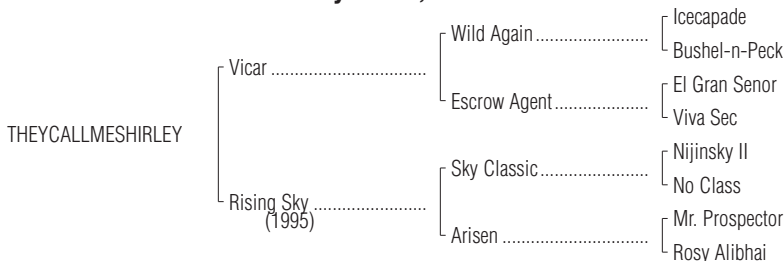 Icecapade
Wild Again
Bushel-n-Peck
Vicar
El Gran Senor
Escrow Agent
Viva Sec
THEYCALLMESHIRLEY
Nijinsky II
Sky Classic
No Class
Rising Sky
(1995)
Mr. Prospector
Arisen
Rosy Alibhai